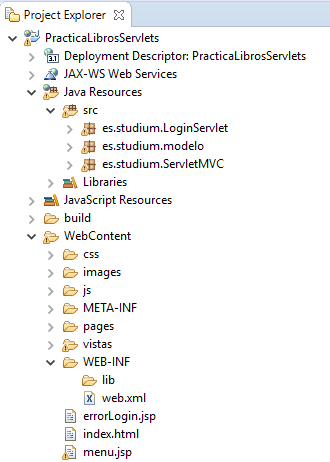 Project Explorer
PracticaLibrosServlets
Deployment Descriptor: PracticaLibrosServlets
JAX-WS Web Services
Java Resources
src
es.studium.LoginServlet
es.studium.modelo
es.studium.ServletMVC
Libraries
JavaScript Resources
build
WebContent
css
images
js
META-INF
pages
vistas
WEB-INF
lib
web.xml
errorLogin.jsp
index.html
menu.jsp